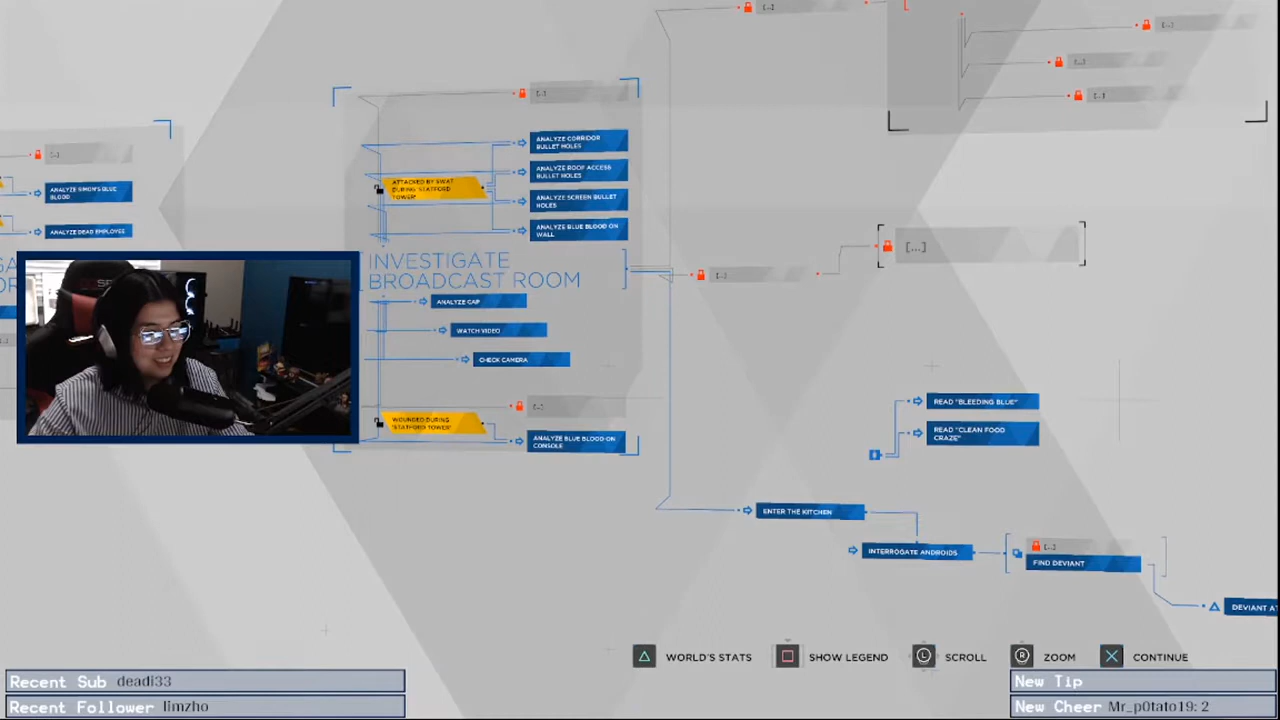 [...]
[...]
[...]
[...]
[...]
[...]
ANALYZE CORRIDOR
BULLET HOLES
ANALYZE ROOF ACCESS
BULLET HOLES
ATTACKED BY SWAT
DURING STATFORD
TOWER"
ANALYZE SIMON'S BLUE
BLOOD
ANALYZE SCREEN BULLET
HOLES
ANALYZE DEAD EMPLOYEE
ANALYZE BLUE BLOOD ON
WALL
[...]
INVESTIGATE
BROADCAST ROOM
[...]
ANALYZE CAP
WATCH VIDEO
CHECK CAMERA
[...]
READ "BLEEDING BLUE"
WOUNDED DURING
"STATFORD TOWER"
READ "CLEAN FOOD
CRAZE"
ANALYZE BLUE BLOOD ON
CONSOLE
ENTER THE KITCHEN
INTERROGATE ANDROIDS
[...]
FIND DEVIANT
DEVIANT AT
WORLD'S STATS
SHOW LEGEND
L SCROLL
R ZOOM
CONTINUE
Recent Sub deadi33
Recent Follower limzho
New Tip
New Cheer Mr_p0tato19: 2